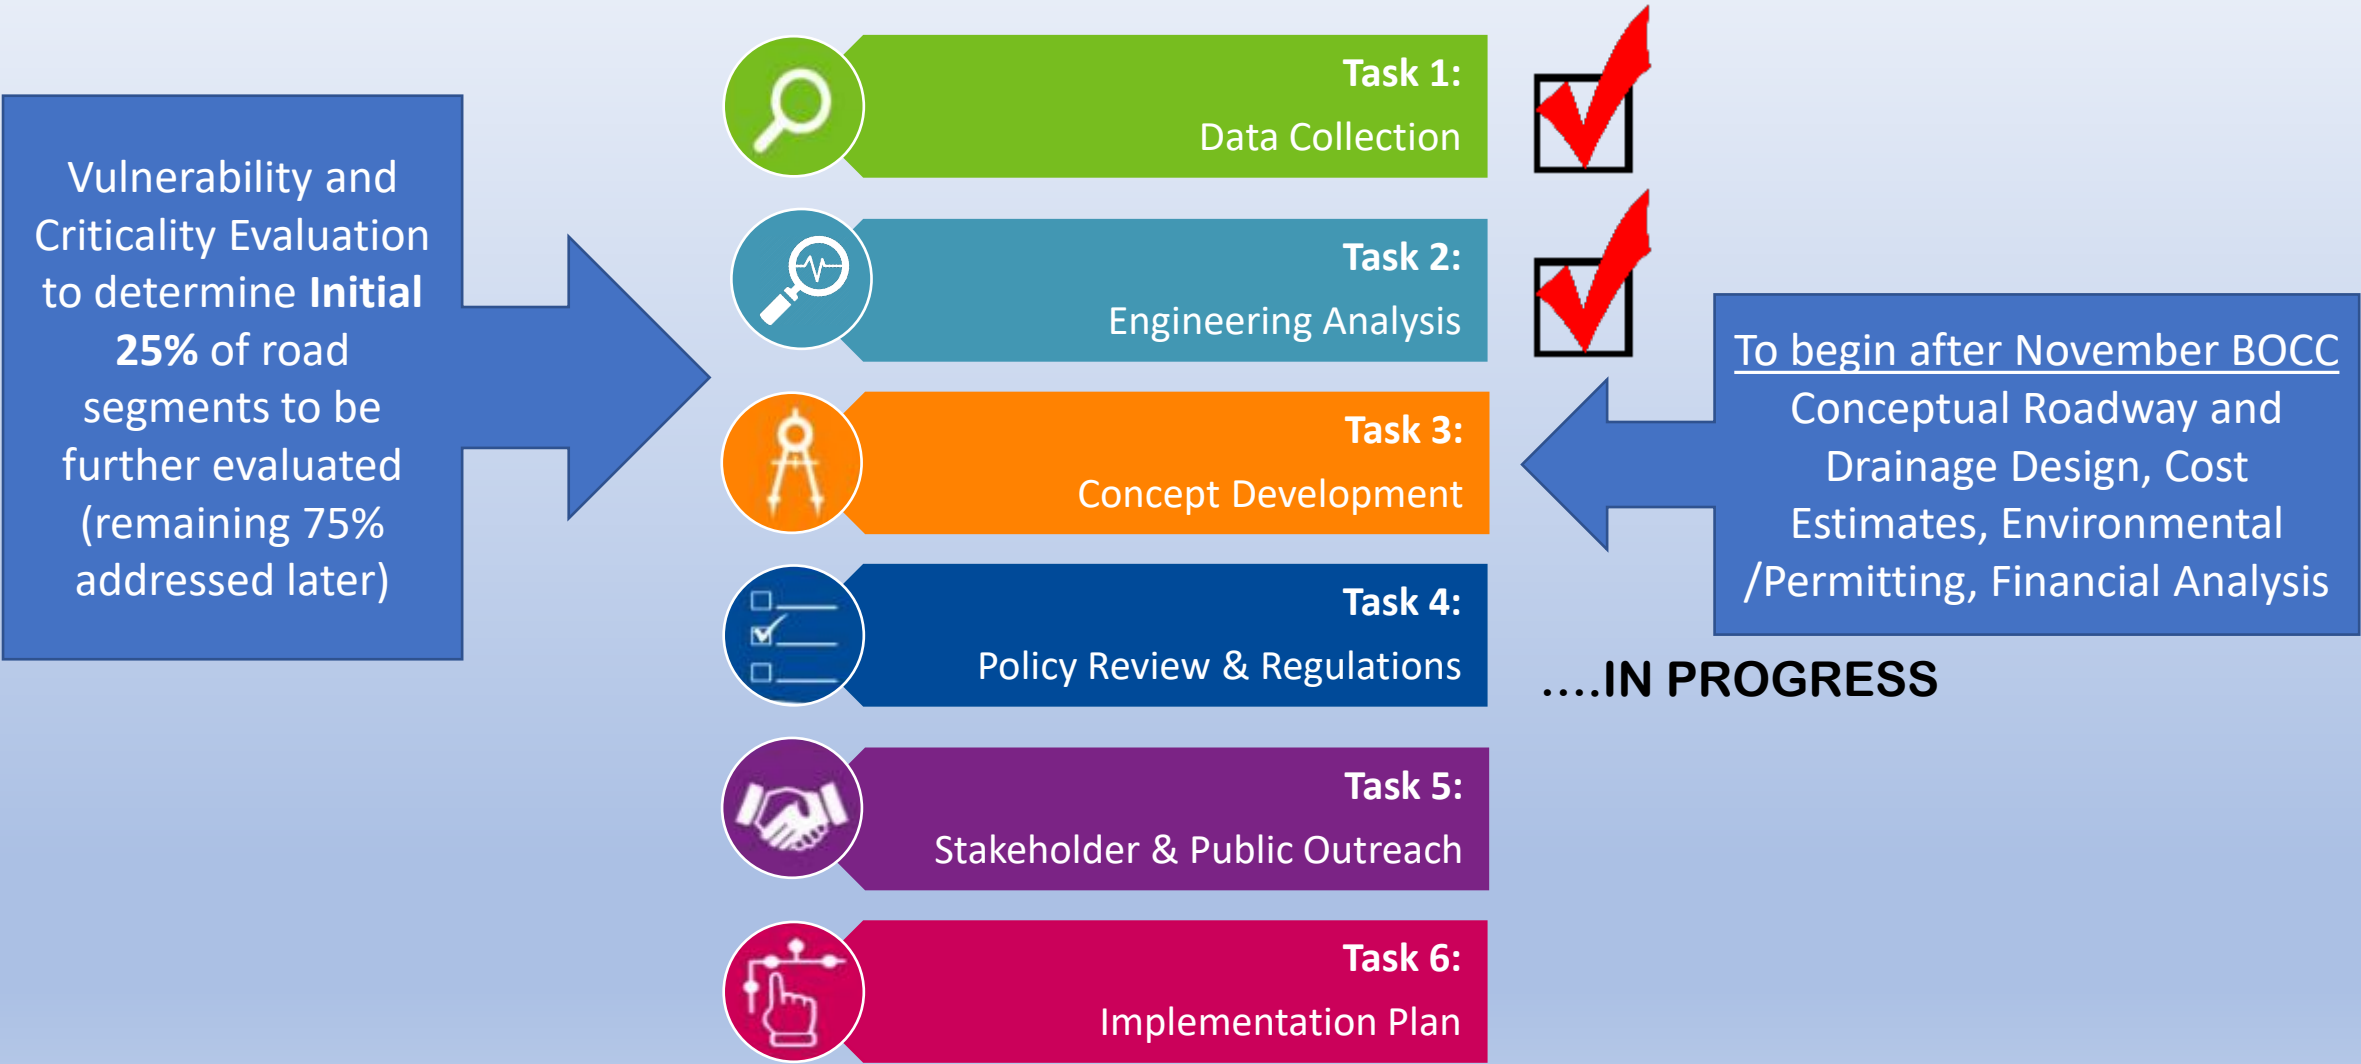 Vulnerability and
Criticality Evaluation
to determine Initial
25% of road
segments to be
further evaluated
(remaining 75%
addressed later)
Task 1:
Data Collection
Task 2:
Engineering Analysis
Task 3:
Concept Development
Task 4:
Policy Review & Regulations
Task 5:
Stakeholder & Public Outreach
Task 6:
Implementation Plan
To begin after November BOCC
Conceptual Roadway and
Drainage Design, Cost
Estimates, Environmental
/Permitting, Financial Analysis
....IN PROGRESS